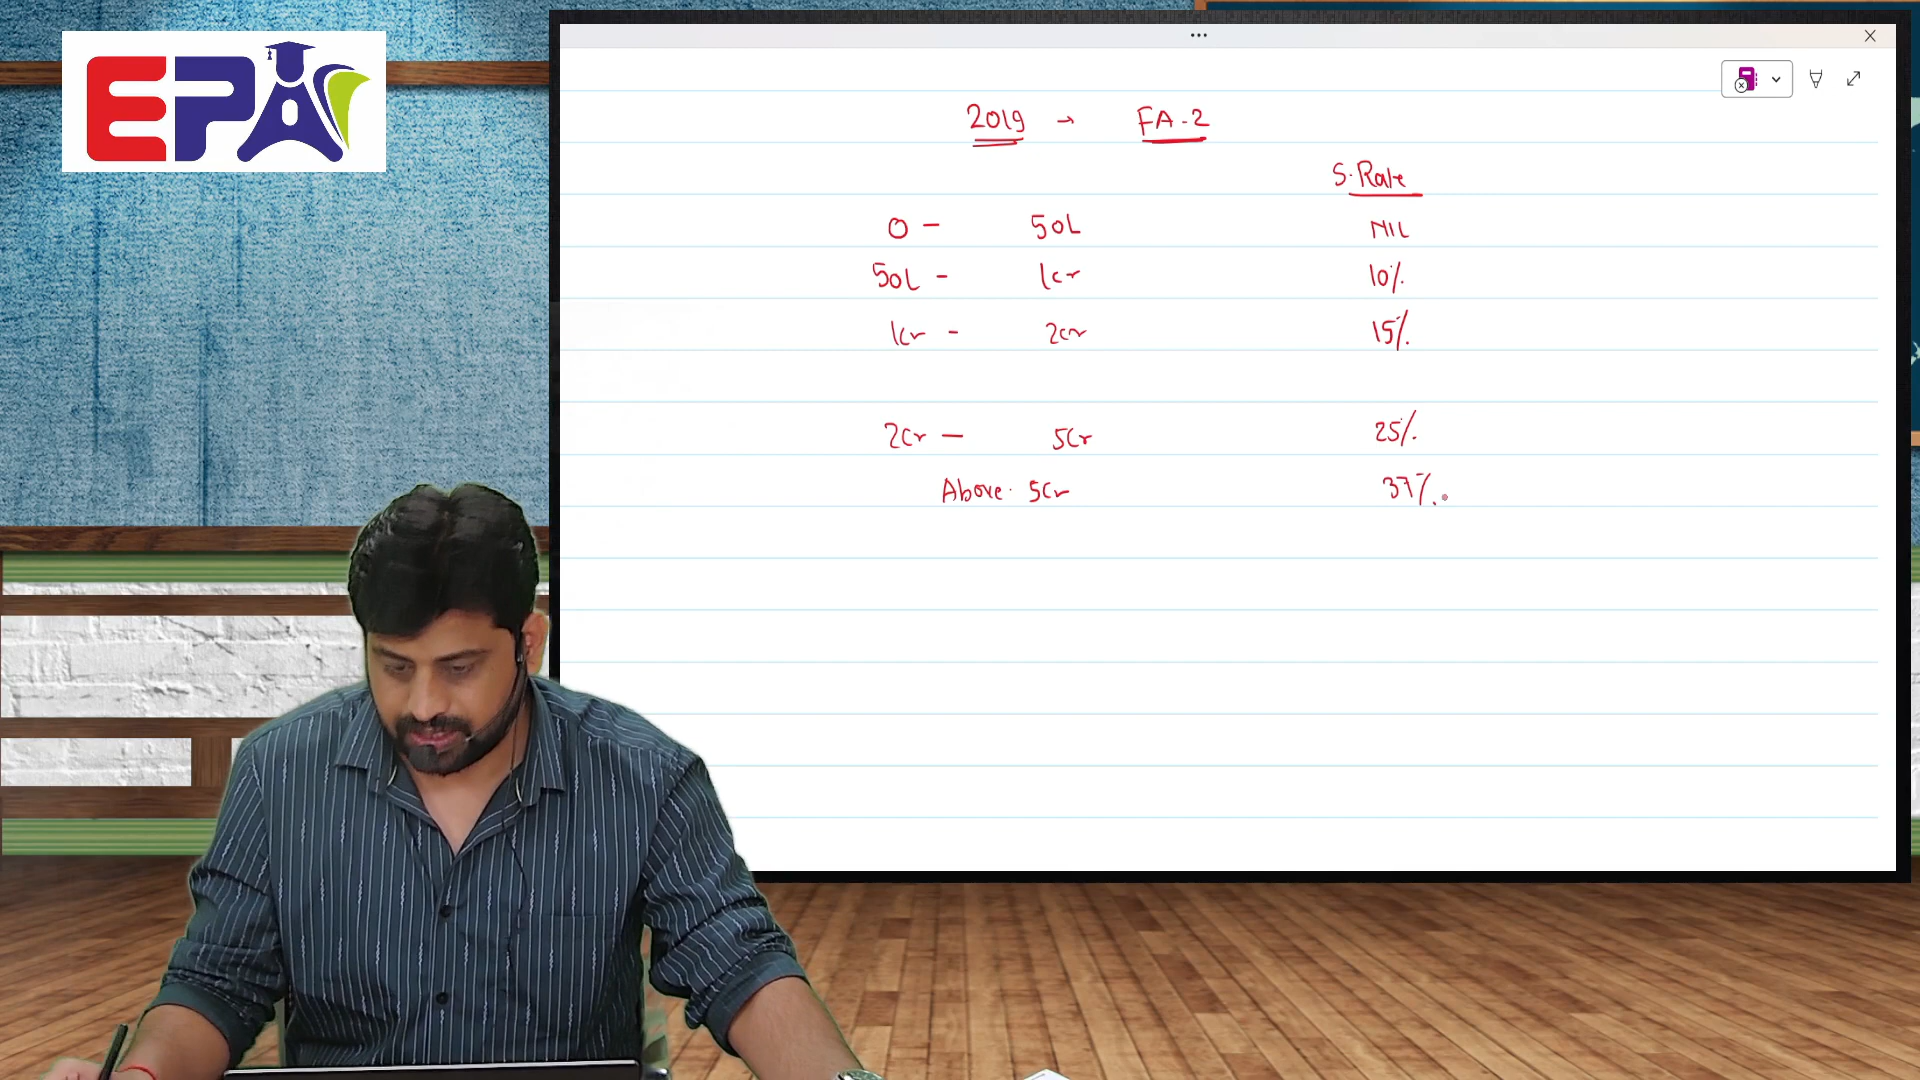 EPA
2019 → FA-2
S.Rate
0 - 50L NIL
50L - 1Cr 10%
1Cr - 2Cr 15%
2Cr - 5Cr 25%
Above 5Cr 37%